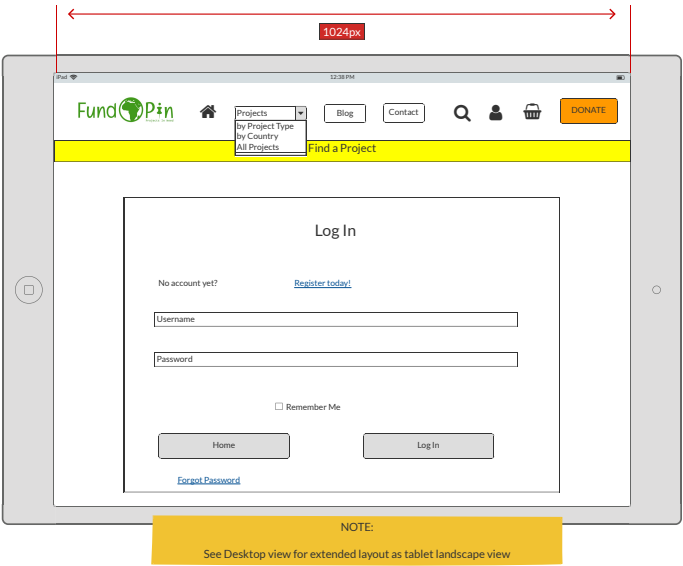 1024px
iPad
12:38 PM
Fund Pin
Projects
Blog
Contact
DONATE
by Project Type
by Country
All Projects
Find a Project
Log In
No account yet?
Register today!
Username
Password
Remember Me
Home
Log In
Forgot Password
NOTE:
See Desktop view for extended layout as tablet landscape view